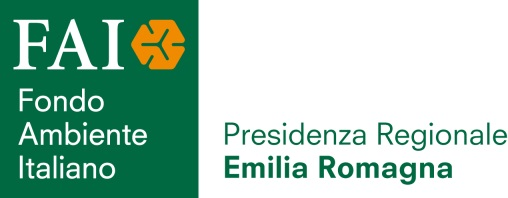 FAI
Fondo
Ambiente
Italiano
Presidenza Regionale
Emilia Romagna